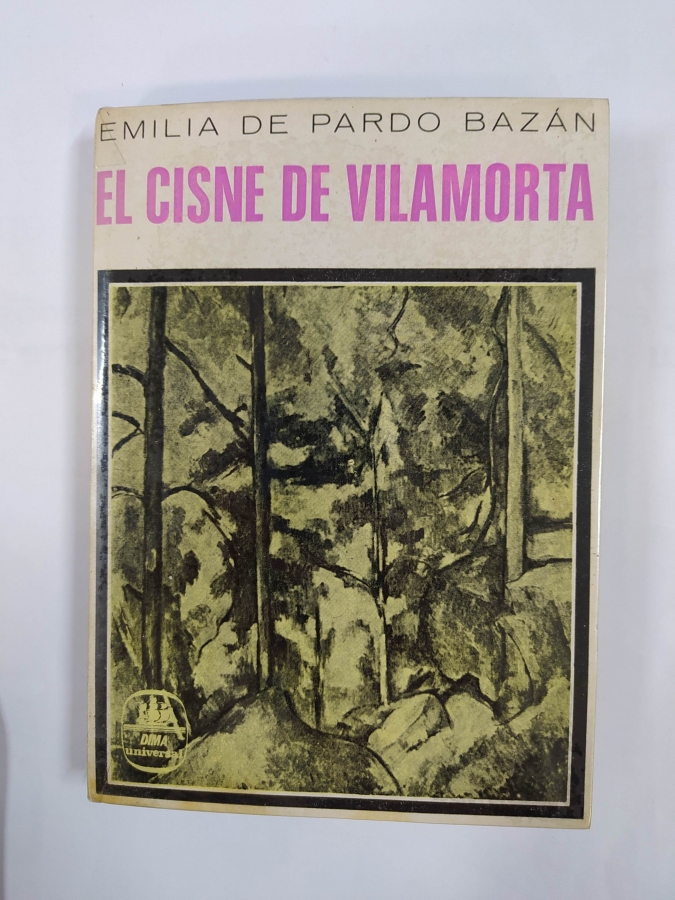 EMILIA DE PARDO BAZÁN
EL CISNE DE VILAMORTA
DIMA
universal